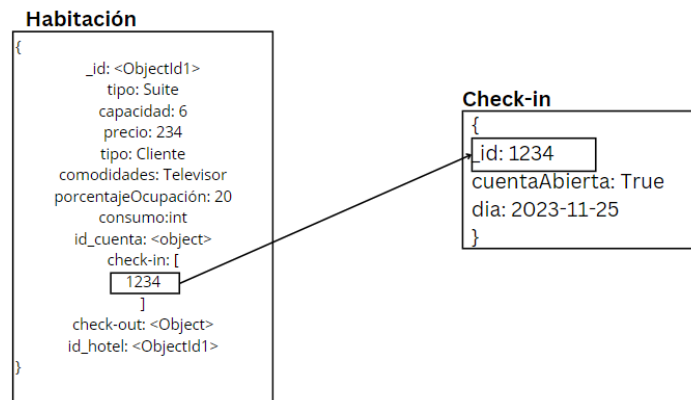 Habitación
{
_id: <ObjectId1>
tipo: Suite
capacidad: 6
precio: 234
tipo: Cliente
comodidades: Televisor
porcentajeOcupación: 20
consumo:int
id_cuenta: <object>
check-in: [
1234
]
check-out: <Object>
id_hotel: <ObjectId1>
}
Check-in
{
_id: 1234
cuentaAbierta: True
dia: 2023-11-25
}